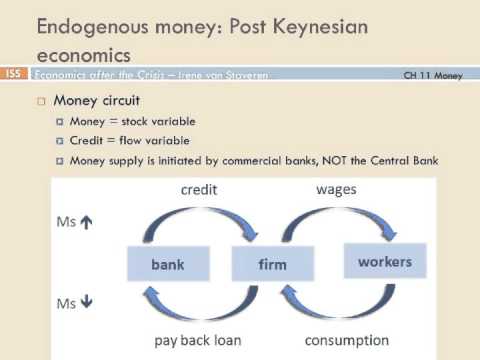 Endogenous money: Post Keynesian
economics
ISS
Economics after the Crisis – Irene van Staveren
CH 11 Money
Money circuit
Money = stock variable
Credit = flow variable
Money supply is initiated by commercial banks, NOT the Central Bank
credit
wages
Ms ↑
bank
firm
workers
Ms ↓
pay back loan
consumption